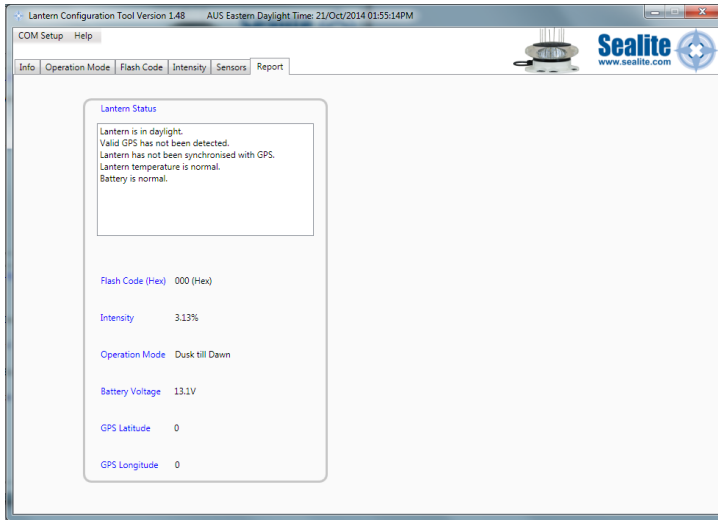 Lantern Configuration Tool Version 1.48 AUS Eastern Daylight Time: 21/Oct/2014 01:55:14PM
COM Setup Help
Sealite
www.sealite.com
Info Operation Mode Flash Code Intensity Sensors Report
Lantern Status
Lantern is in daylight.
Valid GPS has not been detected.
Lantern has not been synchronised with GPS.
Lantern temperature is normal.
Battery is normal.
Flash Code (Hex) 000 (Hex)
Intensity 3.13%
Operation Mode Dusk till Dawn
Battery Voltage 13.1V
GPS Latitude 0
GPS Longitude 0